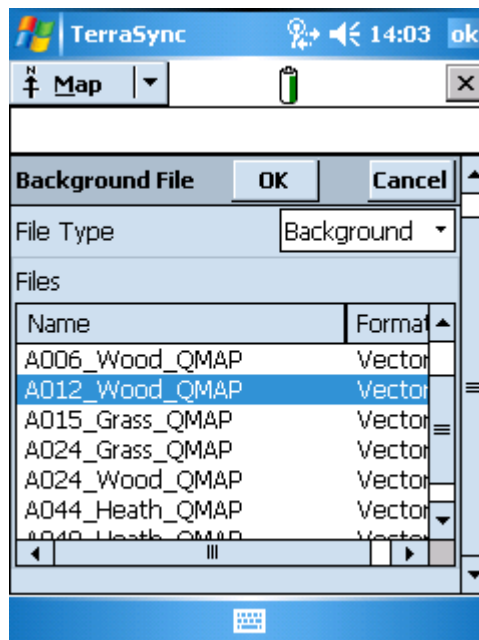 TerraSync 14:03 ok
N Map
Background File OK Cancel
File Type Background
Files
Name Format
A006_Wood_QMAP Vector
A012_Wood_QMAP Vector
A015_Grass_QMAP Vector
A024_Grass_QMAP Vector
A024_Wood_QMAP Vector
A044_Heath_QMAP Vector